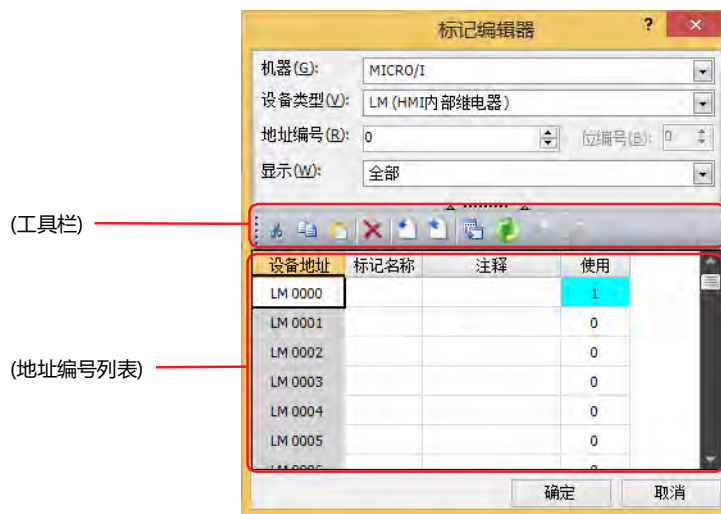 标记编辑器 ? ×
机器(G): MICRO/I
设备类型(V): LM (HMI内部继电器)
地址编号(R): 0 位编号(B): 0
显示(W): 全部
(工具栏)
设备地址 标记名称 注释 使用
LM 0000 1
LM 0001 0
LM 0002 0
(地址编号列表)
LM 0003 0
LM 0004 0
LM 0005 0
确定 取消